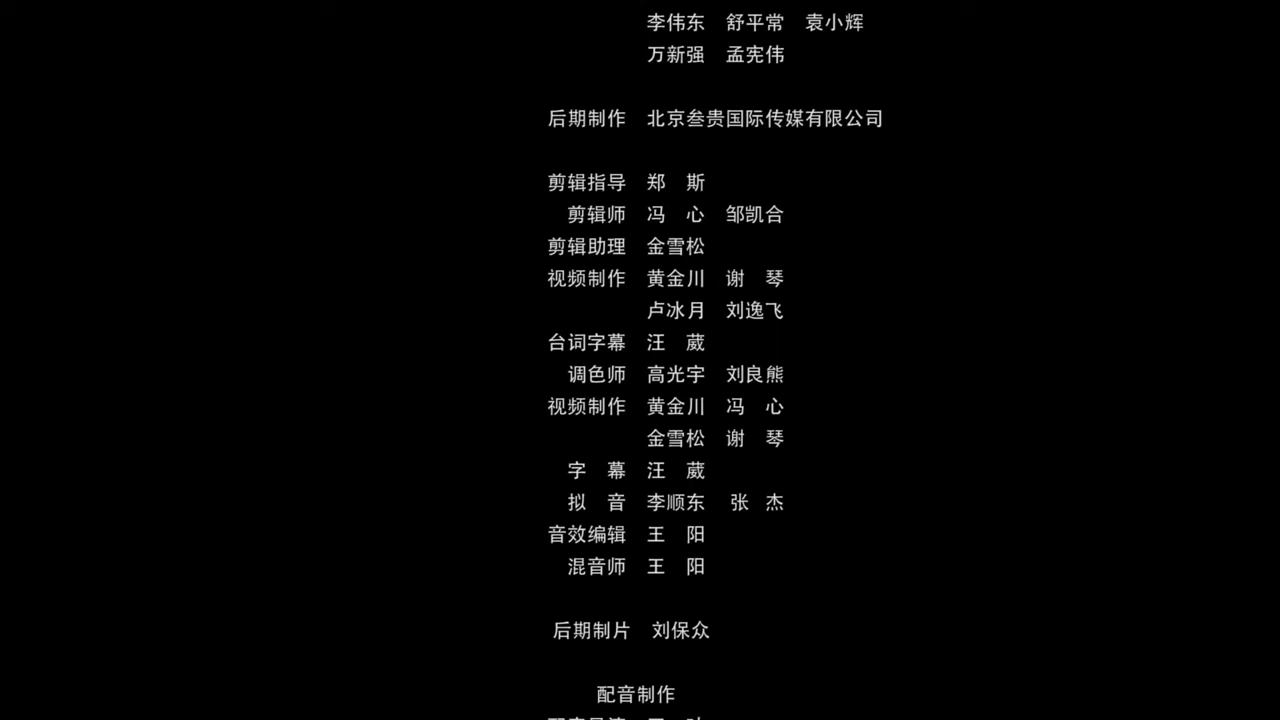 李伟东 舒平常 袁小辉
万新强 孟宪伟
后期制作 北京叁贵国际传媒有限公司
剪辑指导 郑 斯
剪辑师 冯 心 邹凯合
剪辑助理 金雪松
视频制作 黄金川 谢 琴
卢冰月 刘逸飞
台词字幕 汪 葳
调色师 高光宇 刘良熊
视频制作 黄金川 冯 心
金雪松 谢 琴
字 幕 汪 葳
拟 音 李顺东 张 杰
音效编辑 王 阳
混音师 王 阳
后期制片 刘保众
配音制作